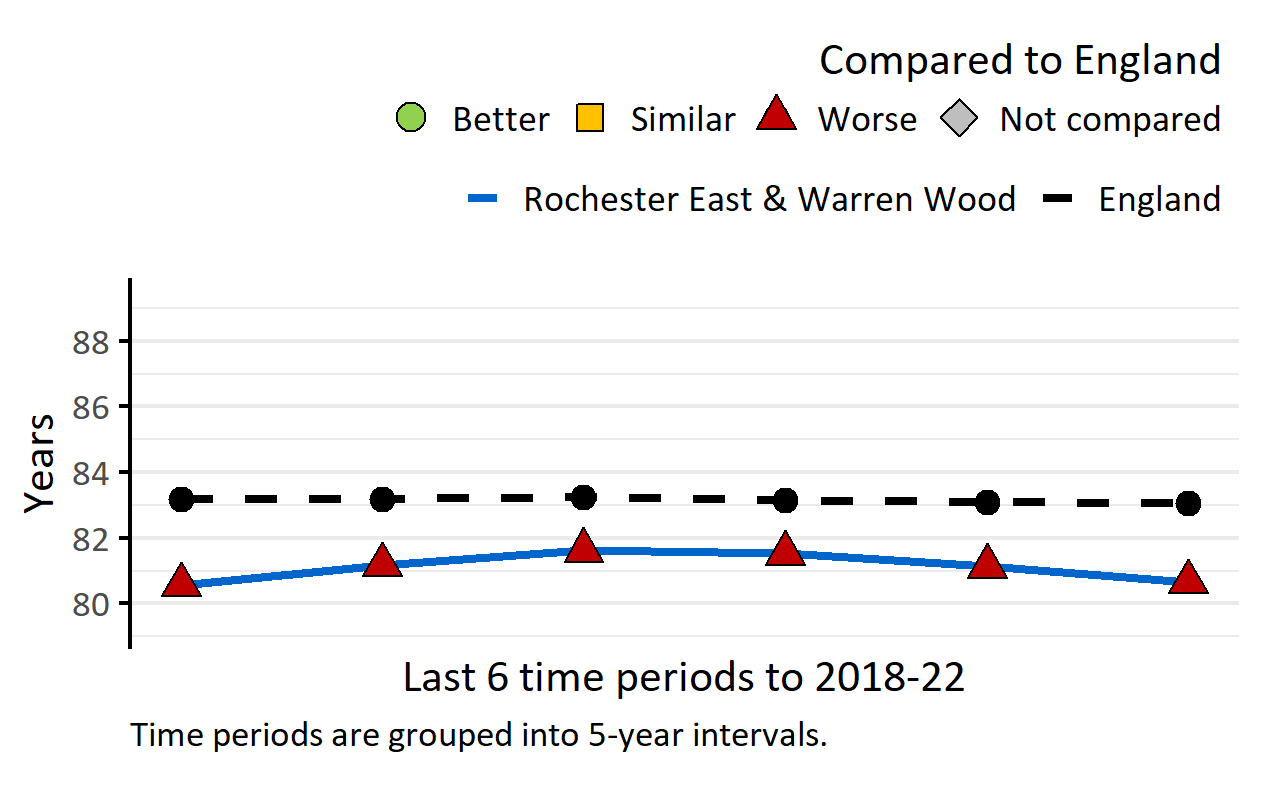 Compared to England
Better Similar Worse Not compared
Rochester East & Warren Wood England
88
86
84
82
80
Years
Last 6 time periods to 2018-22
Time periods are grouped into 5-year intervals.